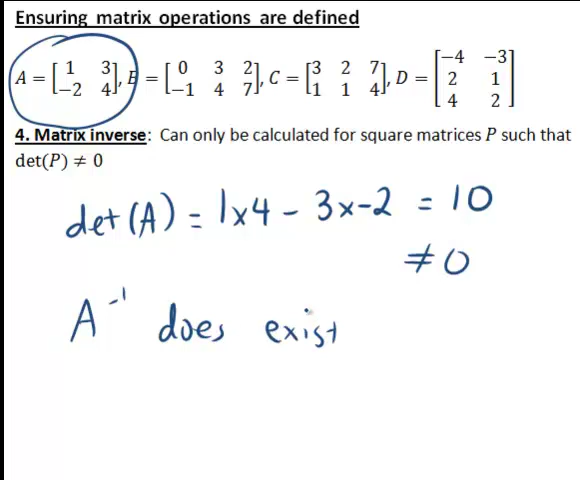 Ensuring matrix operations are defined
A = [1 3; -2 4], B = [0 3 2; -1 4 7], C = [3 2 7; 1 1 4], D = [-4 -3; 2 1; 4 2]
4. Matrix inverse: Can only be calculated for square matrices P such that
det(P) ≠ 0
det(A) = 1x4 - 3x-2 = 10
≠0
A⁻¹ does exist